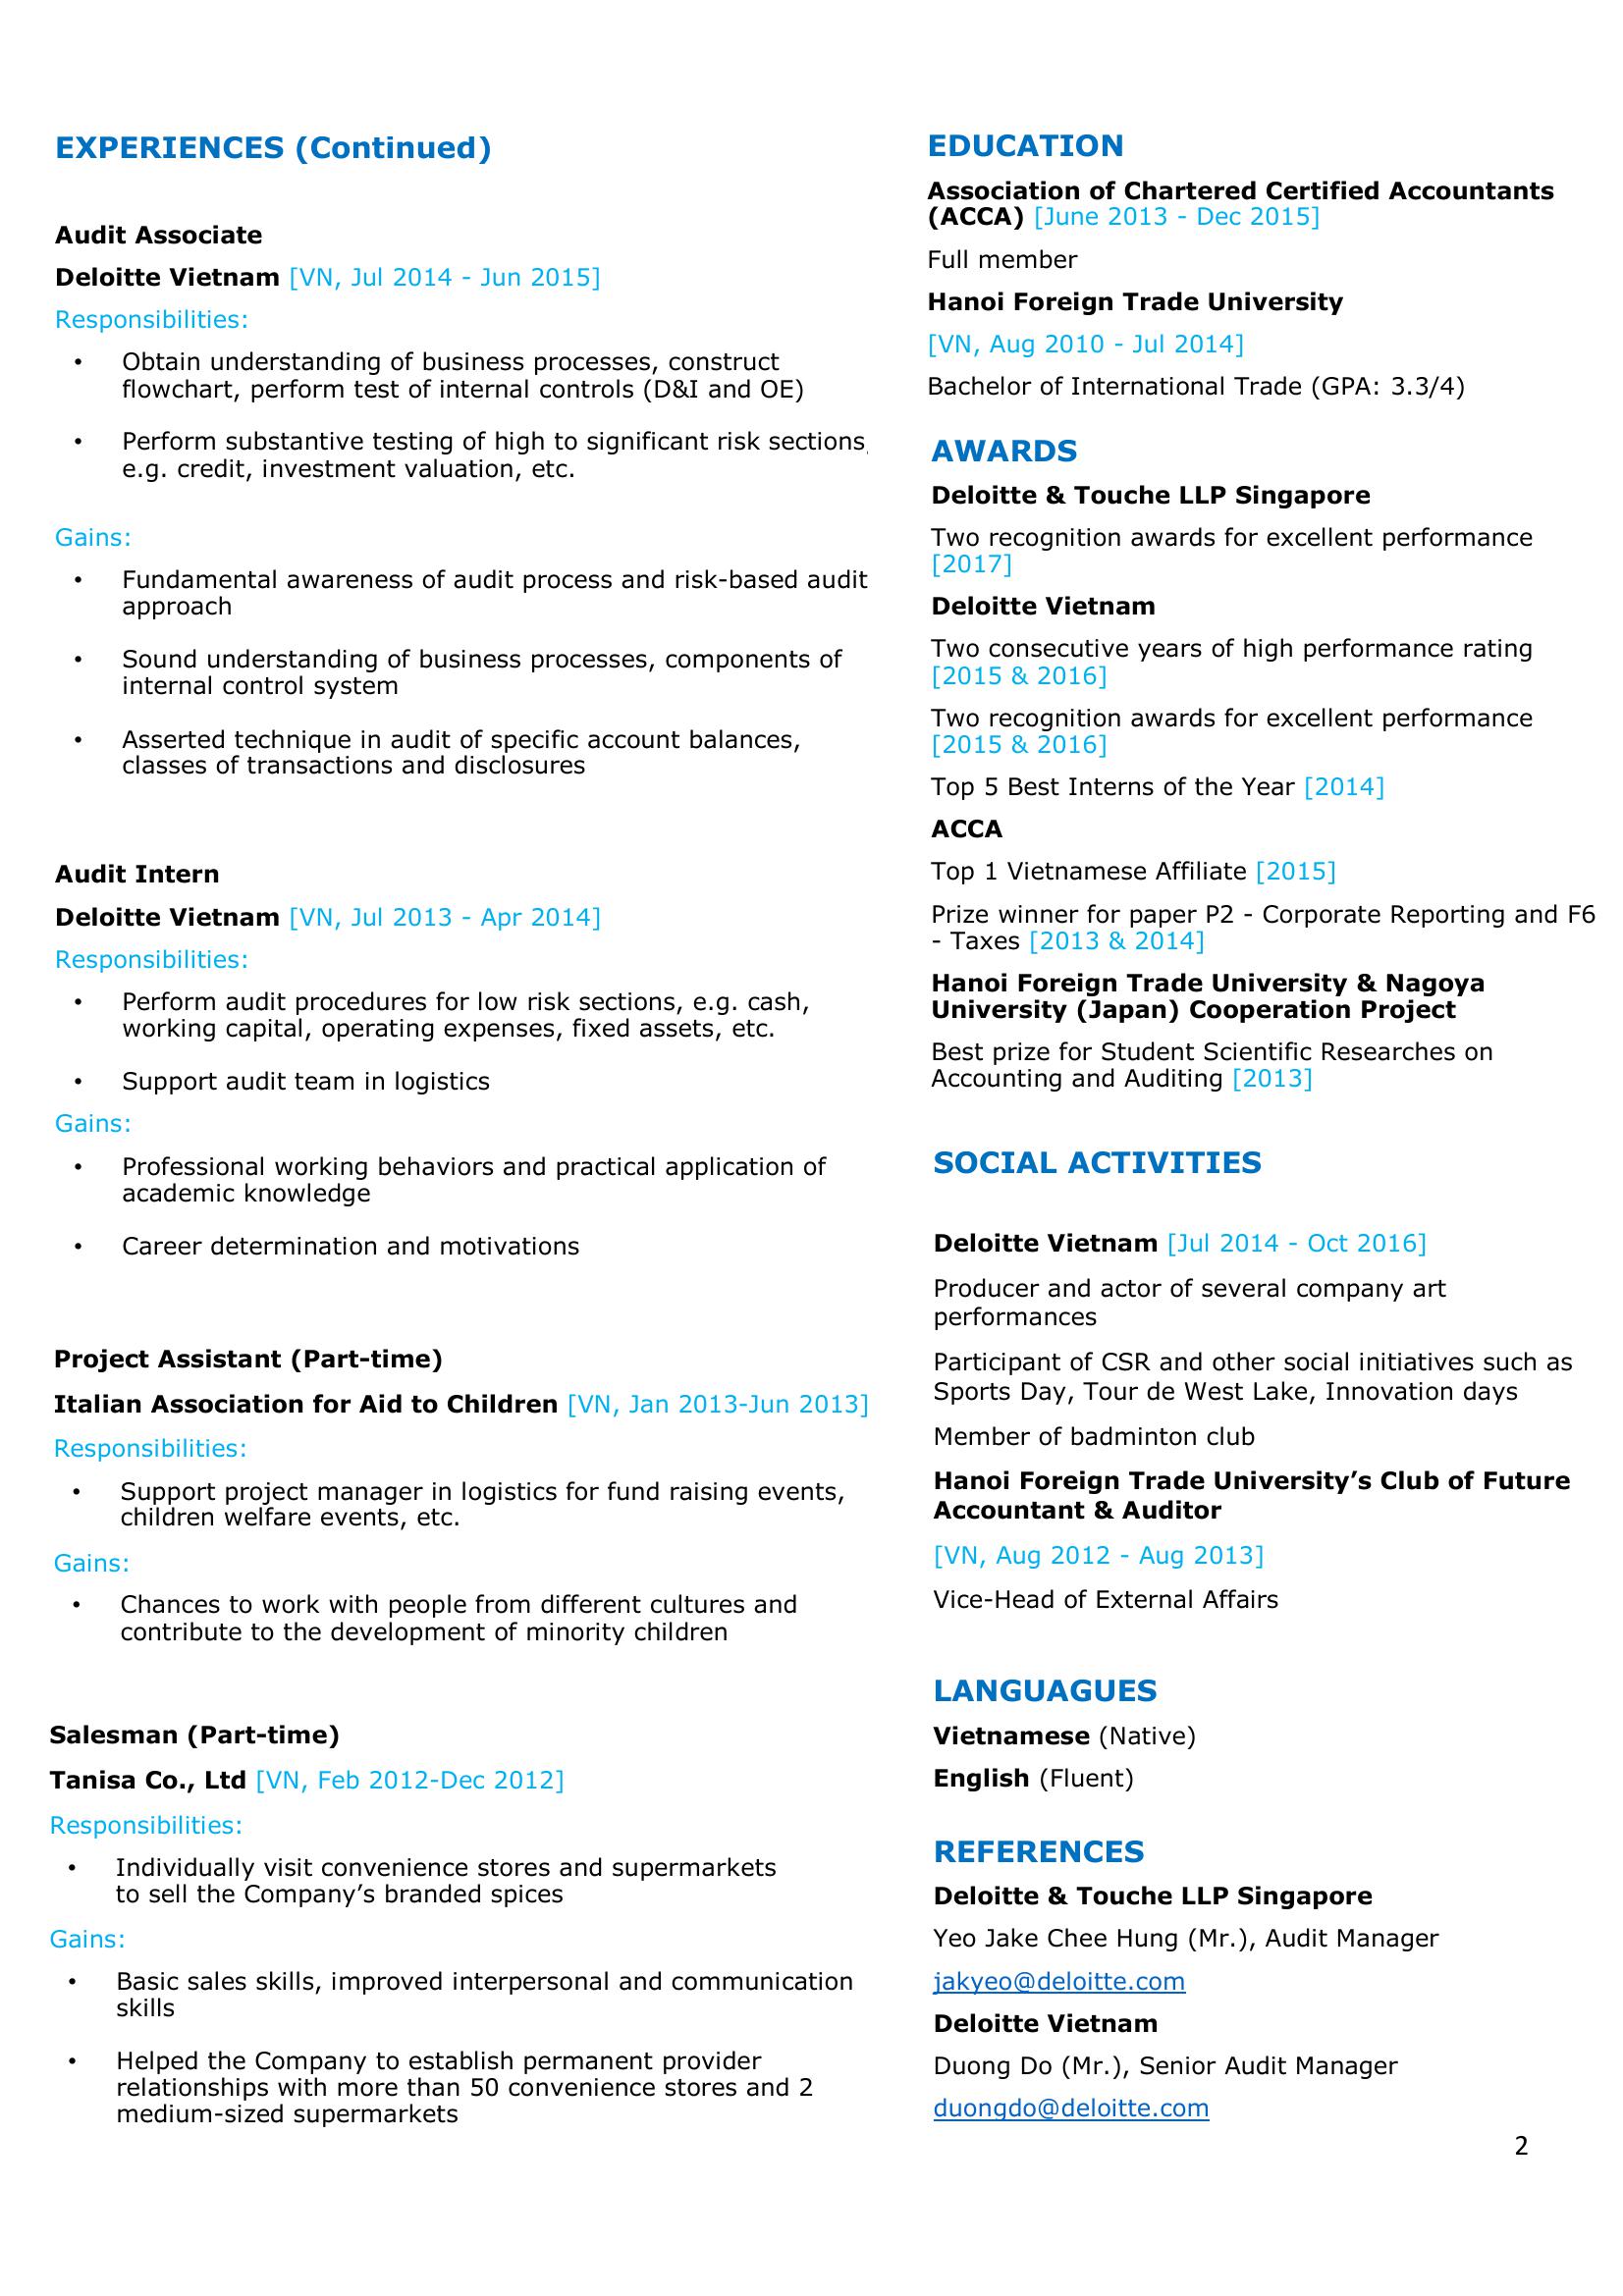 EXPERIENCES (Continued)
Audit Associate
Deloitte Vietnam [VN, Jul 2014 - Jun 2015]
Responsibilities:
• Obtain understanding of business processes, construct
flowchart, perform test of internal controls (D&I and OE)
• Perform substantive testing of high to significant risk sections,
e.g. credit, investment valuation, etc.
Gains:
• Fundamental awareness of audit process and risk-based audit
approach
• Sound understanding of business processes, components of
internal control system
• Asserted technique in audit of specific account balances,
classes of transactions and disclosures
Audit Intern
Deloitte Vietnam [VN, Jul 2013 - Apr 2014]
Responsibilities:
• Perform audit procedures for low risk sections, e.g. cash,
working capital, operating expenses, fixed assets, etc.
• Support audit team in logistics
Gains:
• Professional working behaviors and practical application of
academic knowledge
• Career determination and motivations
Project Assistant (Part-time)
Italian Association for Aid to Children [VN, Jan 2013-Jun 2013]
Responsibilities:
• Support project manager in logistics for fund raising events,
children welfare events, etc.
Gains:
• Chances to work with people from different cultures and
contribute to the development of minority children
Salesman (Part-time)
Tanisa Co., Ltd [VN, Feb 2012-Dec 2012]
Responsibilities:
• Individually visit convenience stores and supermarkets
to sell the Company’s branded spices
Gains:
• Basic sales skills, improved interpersonal and communication
skills
• Helped the Company to establish permanent provider
relationships with more than 50 convenience stores and 2
medium-sized supermarkets
EDUCATION
Association of Chartered Certified Accountants
(ACCA) [June 2013 - Dec 2015]
Full member
Hanoi Foreign Trade University
[VN, Aug 2010 - Jul 2014]
Bachelor of International Trade (GPA: 3.3/4)
AWARDS
Deloitte & Touche LLP Singapore
Two recognition awards for excellent performance
[2017]
Deloitte Vietnam
Two consecutive years of high performance rating
[2015 & 2016]
Two recognition awards for excellent performance
[2015 & 2016]
Top 5 Best Interns of the Year [2014]
ACCA
Top 1 Vietnamese Affiliate [2015]
Prize winner for paper P2 - Corporate Reporting and F6
- Taxes [2013 & 2014]
Hanoi Foreign Trade University & Nagoya
University (Japan) Cooperation Project
Best prize for Student Scientific Researches on
Accounting and Auditing [2013]
SOCIAL ACTIVITIES
Deloitte Vietnam [Jul 2014 - Oct 2016]
Producer and actor of several company art
performances
Participant of CSR and other social initiatives such as
Sports Day, Tour de West Lake, Innovation days
Member of badminton club
Hanoi Foreign Trade University’s Club of Future
Accountant & Auditor
[VN, Aug 2012 - Aug 2013]
Vice-Head of External Affairs
LANGUAGUES
Vietnamese (Native)
English (Fluent)
REFERENCES
Deloitte & Touche LLP Singapore
Yeo Jake Chee Hung (Mr.), Audit Manager
jakyeo@deloitte.com
Deloitte Vietnam
Duong Do (Mr.), Senior Audit Manager
duongdo@deloitte.com
2